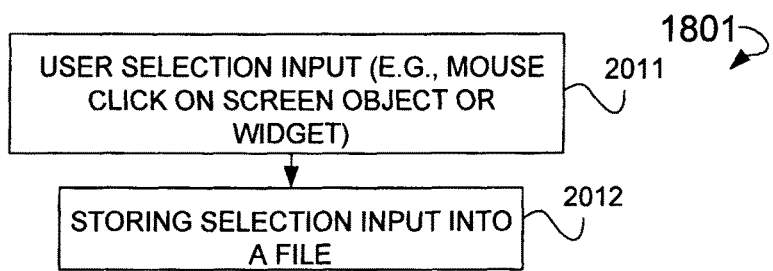 1801
USER SELECTION INPUT (E.G., MOUSE
CLICK ON SCREEN OBJECT OR
WIDGET)
2011
STORING SELECTION INPUT INTO
A FILE
2012